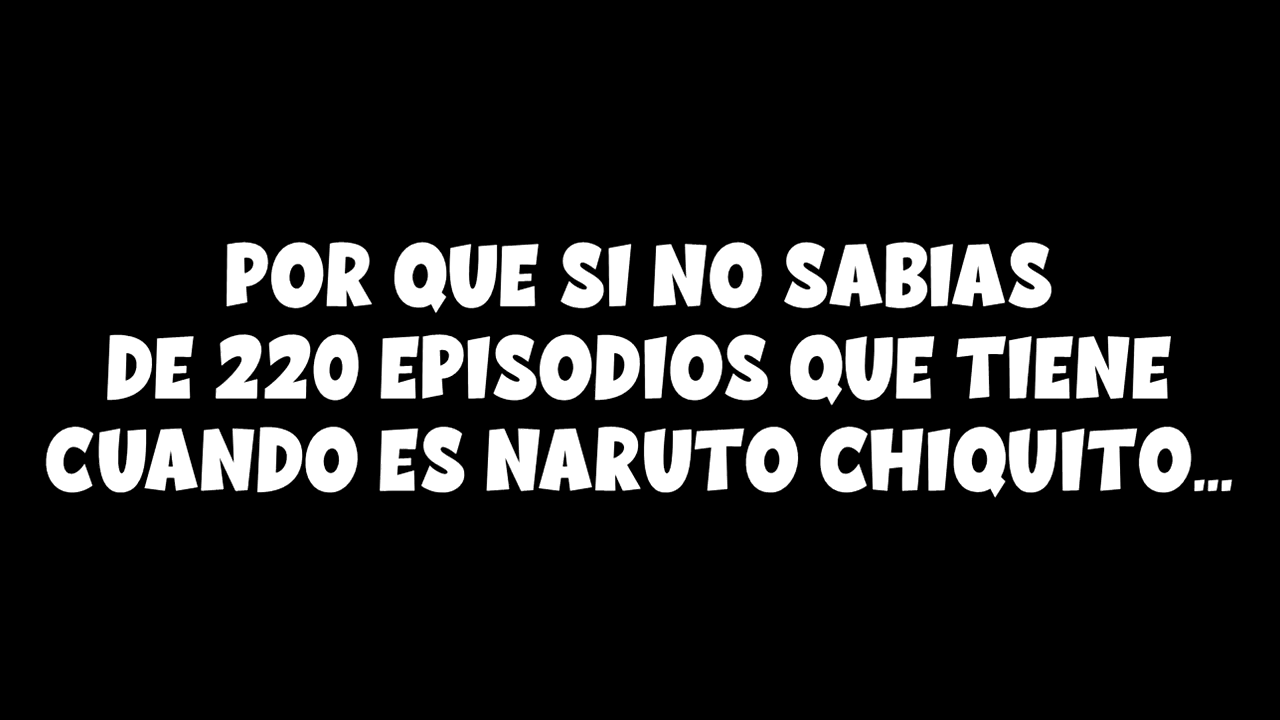 POR QUE SI NO SABIAS
DE 220 EPISODIOS QUE TIENE
CUANDO ES NARUTO CHIQUITO...